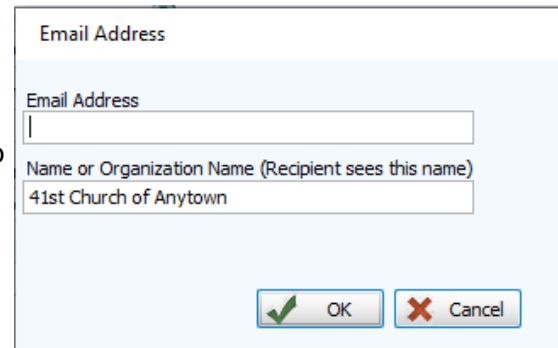 Email Address
Email Address
Name or Organization Name (Recipient sees this name)
41st Church of Anytown
OK Cancel